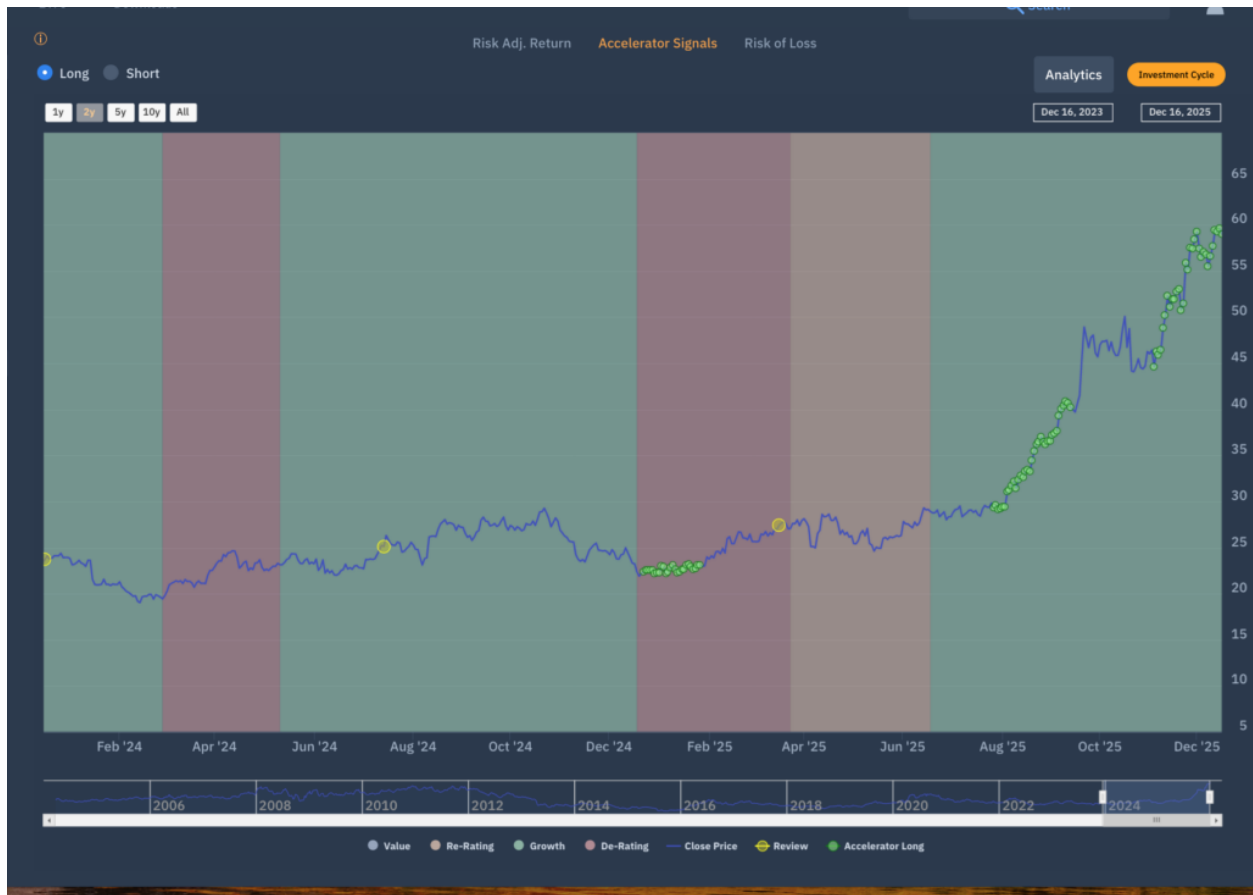 Search
Risk Adj. Return Accelerator Signals Risk of Loss
Long Short
Analytics Investment Cycle
1y 2y 5y 10y All
Dec 16, 2023 Dec 16, 2025
65
60
55
50
45
40
35
30
25
20
15
10
5
Feb '24 Apr '24 Jun '24 Aug '24 Oct '24 Dec '24 Feb '25 Apr '25 Jun '25 Aug '25 Oct '25 Dec '25
2006 2008 2010 2012 2014 2016 2018 2020 2022 2024
Value Re-Rating Growth De-Rating Close Price Review Accelerator Long